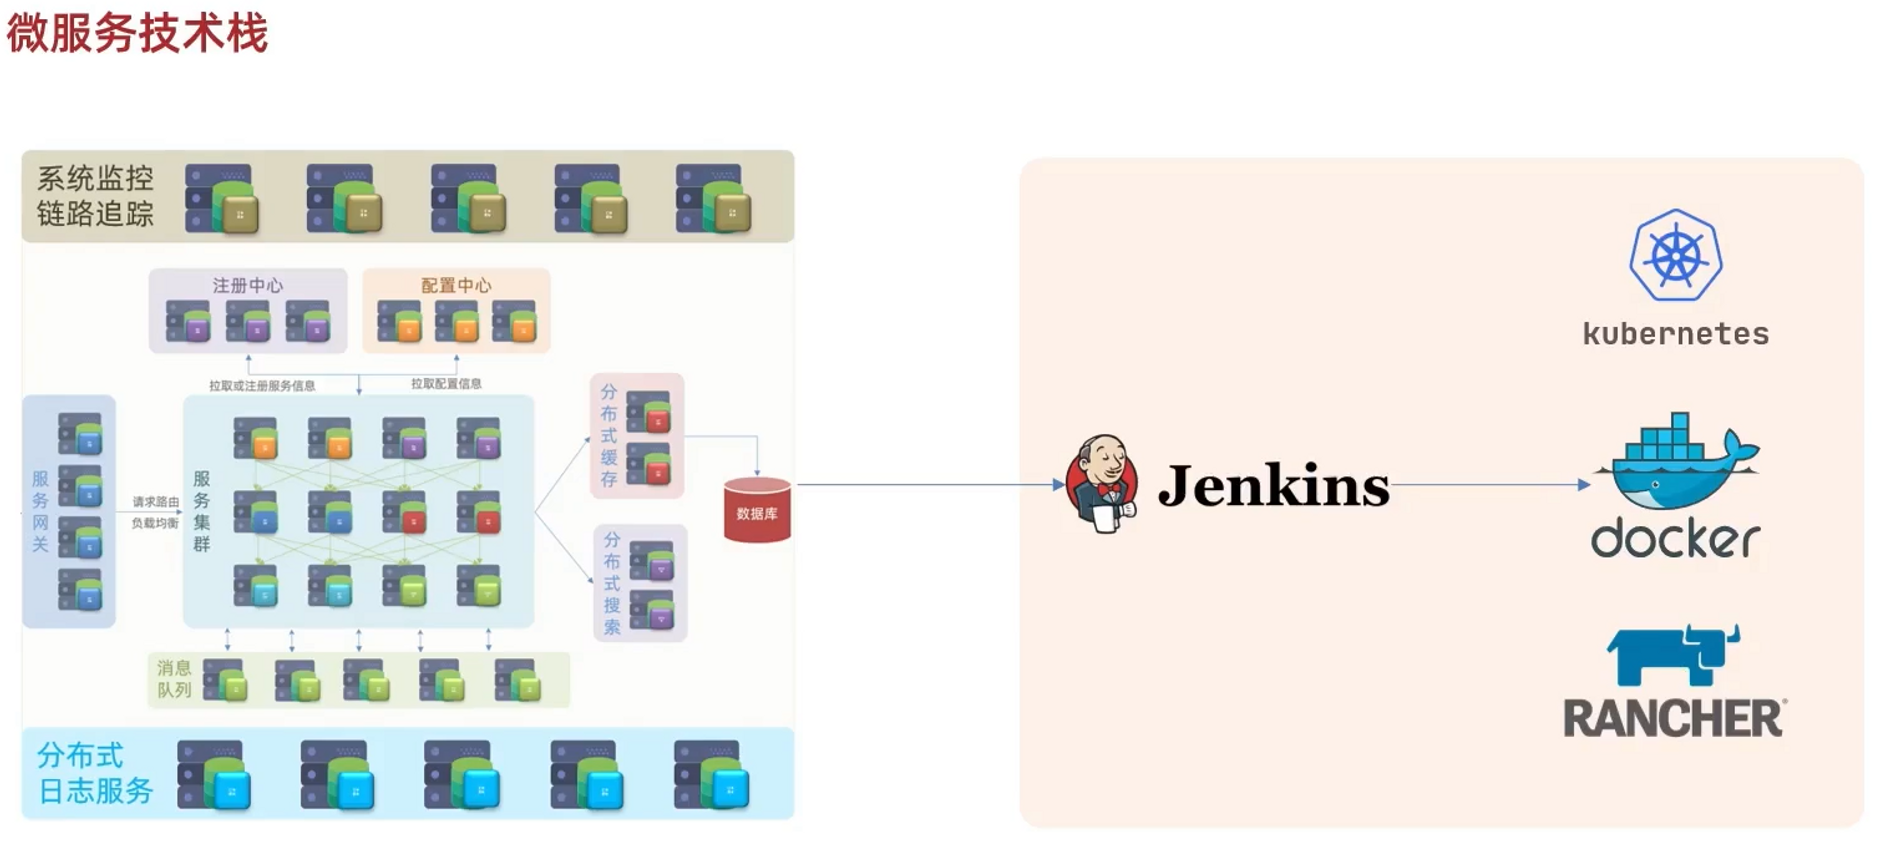 微服务技术栈
系统监控
链路追踪
注册中心
配置中心
拉取或注册服务信息
拉取配置信息
服务网关
请求路由
负载均衡
服务集群
分布式缓存
分布式搜索
数据库
消息
队列
分布式
日志服务
Jenkins
kubernetes
docker
RANCHER®